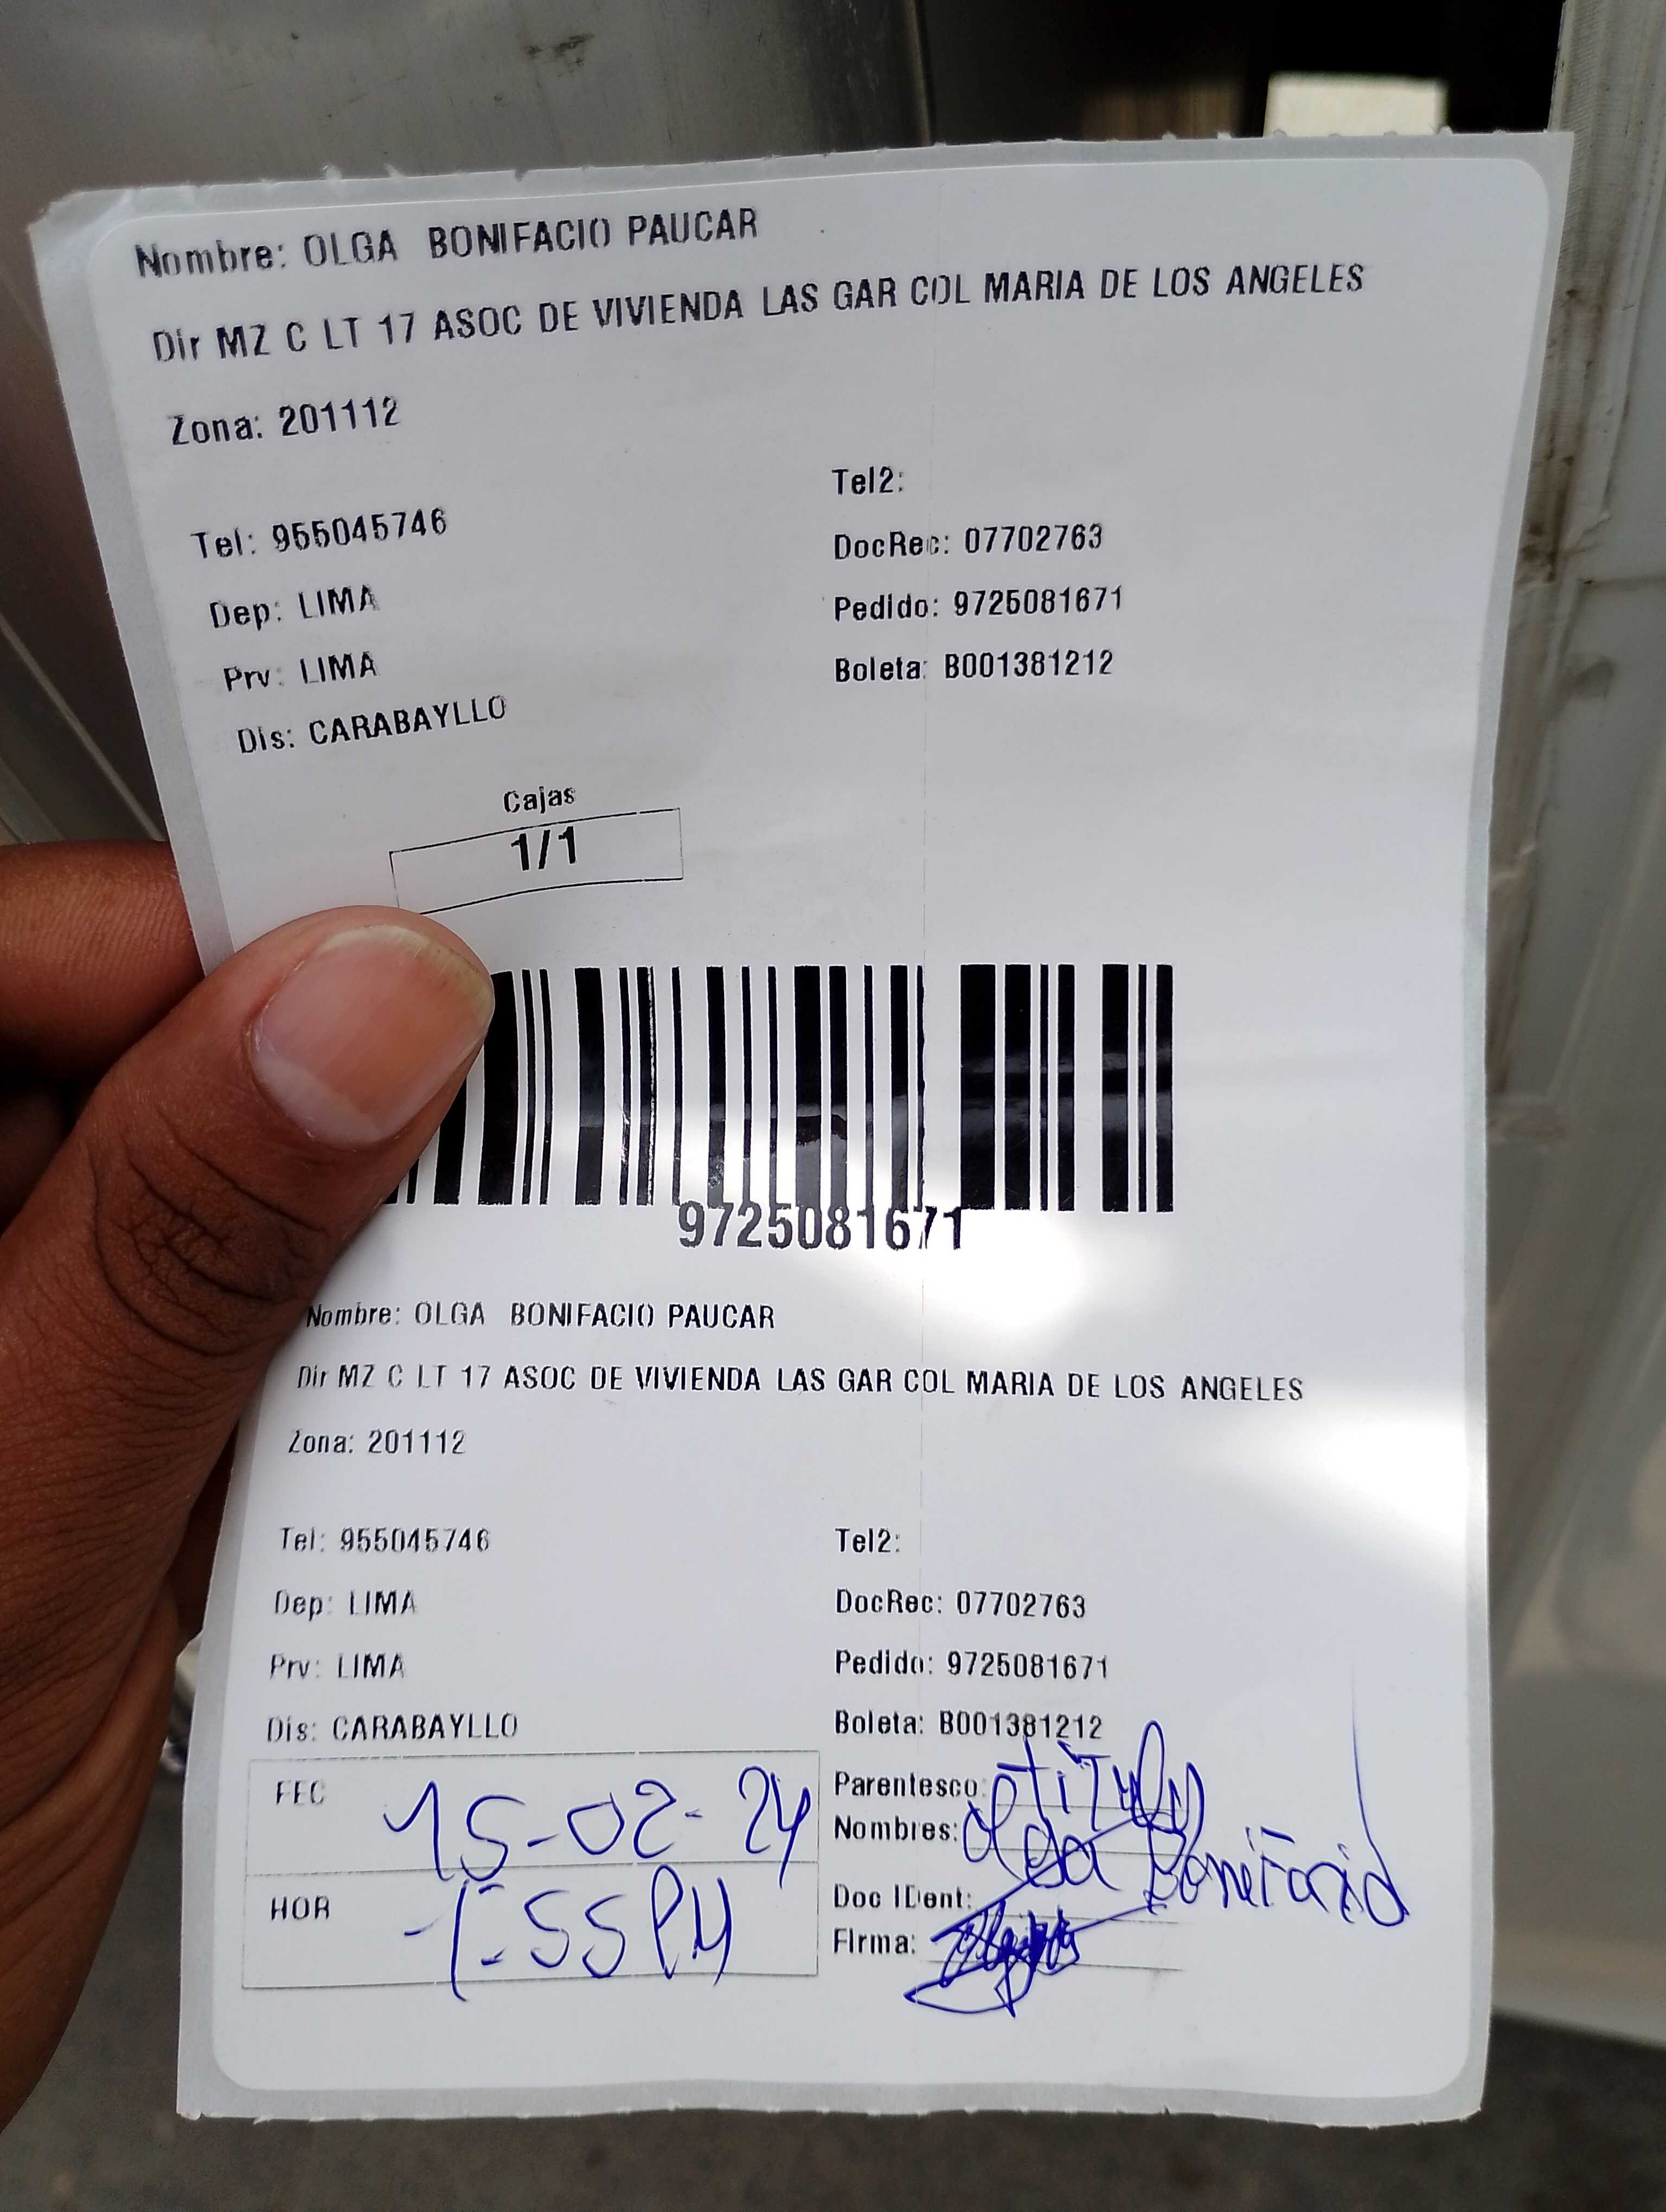 Nombre: OLGA BONIFACIO PAUCAR
Dir MZ C LT 17 ASOC DE VIVIENDA LAS GAR COL MARIA DE LOS ANGELES
Zona: 201112
Tel2:
Tel: 955045746
DocRec: 07702763
Dep: LIMA
Pedido: 9725081671
Prv: LIMA
Boleta: B001381212
Dis: CARABAYLLO
Cajas
1/1
9725081671
Nombre: OLGA BONIFACIO PAUCAR
Dir MZ C LT 17 ASOC DE VIVIENDA LAS GAR COL MARIA DE LOS ANGELES
Zona: 201112
Tel: 955045746 Tel2:
Dep: LIMA DocRec: 07702763
Prv: LIMA Pedido: 9725081671
Dis: CARABAYLLO Boleta: B001381212
FEC 15-02-24
Parentesco:
Nombres: Olga Bonifacio
HOR 1:55 PM
Doc IDent:
Firma: